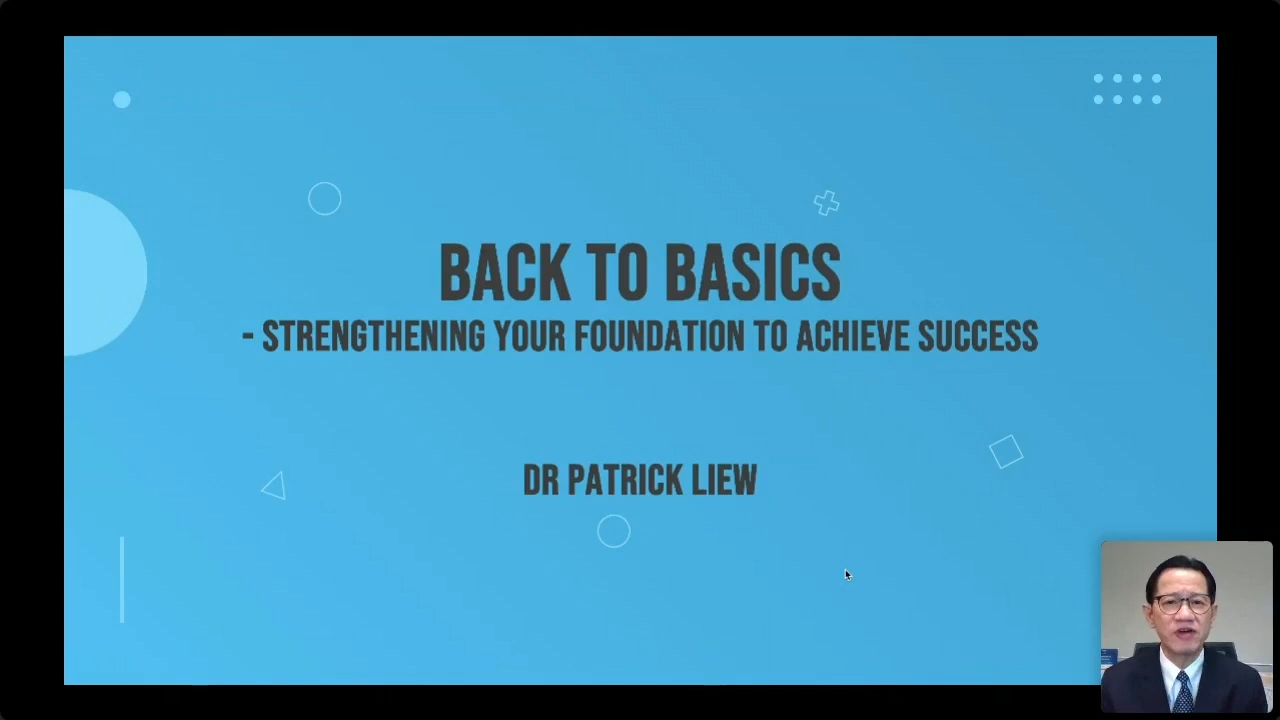 BACK TO BASICS
- STRENGTHENING YOUR FOUNDATION TO ACHIEVE SUCCESS
DR PATRICK LIEW